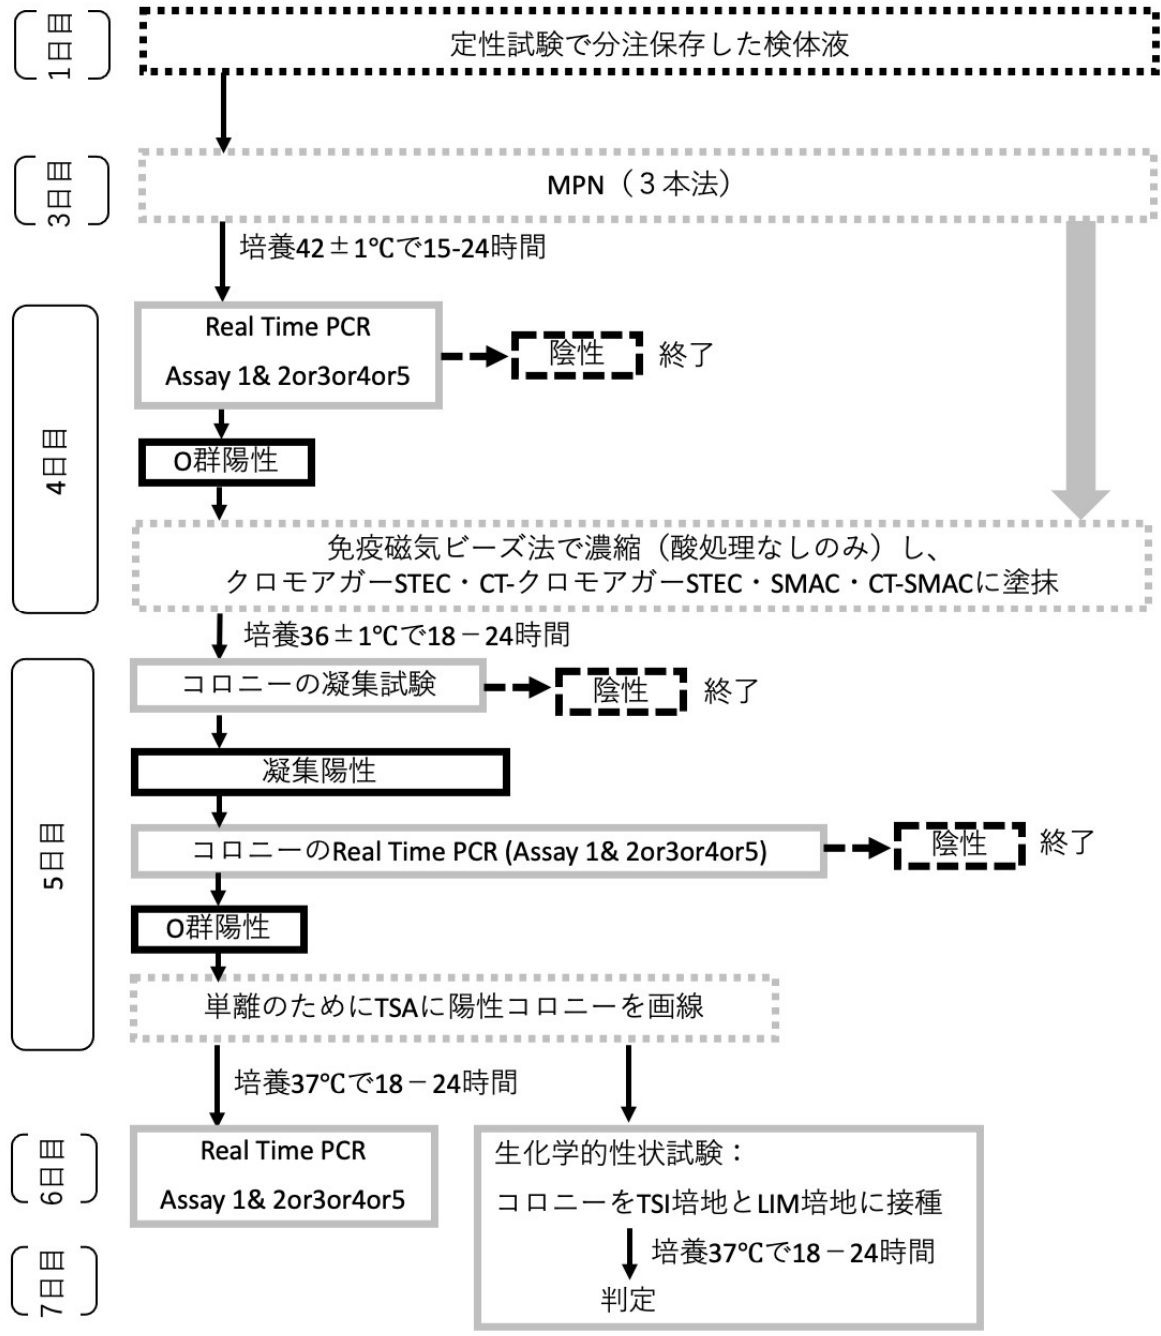 1日目
定性試験で分注保存した検体液
3日目
MPN（３本法）
培養42±1℃で15-24時間
4日目
Real Time PCR
Assay 1& 2or3or4or5
陰性
終了
O群陽性
免疫磁気ビーズ法で濃縮（酸処理なしのみ）し、
クロモアガーSTEC・CT-クロモアガーSTEC・SMAC・CT-SMACに塗抹
培養36±1℃で18－24時間
5日目
コロニーの凝集試験
陰性
終了
凝集陽性
コロニーのReal Time PCR (Assay 1& 2or3or4or5)
陰性
終了
O群陽性
単離のためにTSAに陽性コロニーを画線
培養37℃で18－24時間
6日目
Real Time PCR
Assay 1& 2or3or4or5
生化学的性状試験：
コロニーをTSI培地とLIM培地に接種
7日目
培養37℃で18－24時間
判定